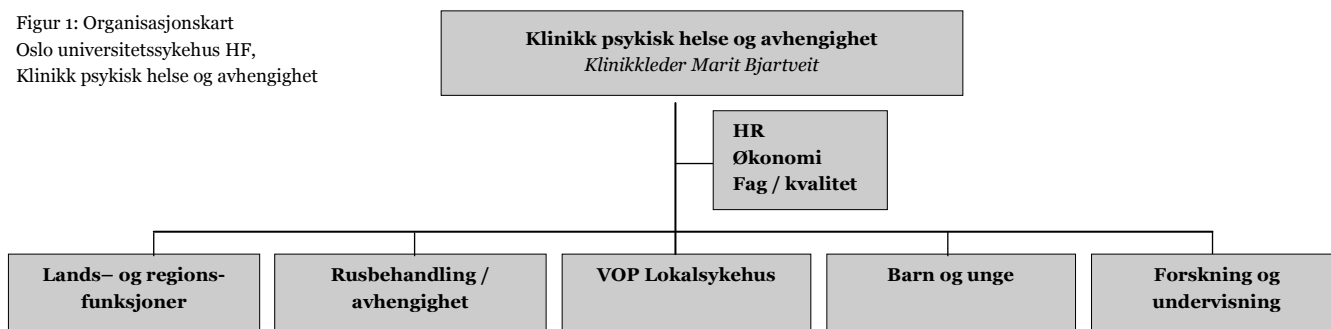 Figur 1: Organisasjonskart
Oslo universitetssykehus HF,
Klinikk psykisk helse og avhengighet
Klinikk psykisk helse og avhengighet
Klinikkleder Marit Bjartveit
HR
Økonomi
Fag / kvalitet
Lands– og regions-
funksjoner
Rusbehandling /
avhengighet
VOP Lokalsykehus
Barn og unge
Forskning og
undervisning